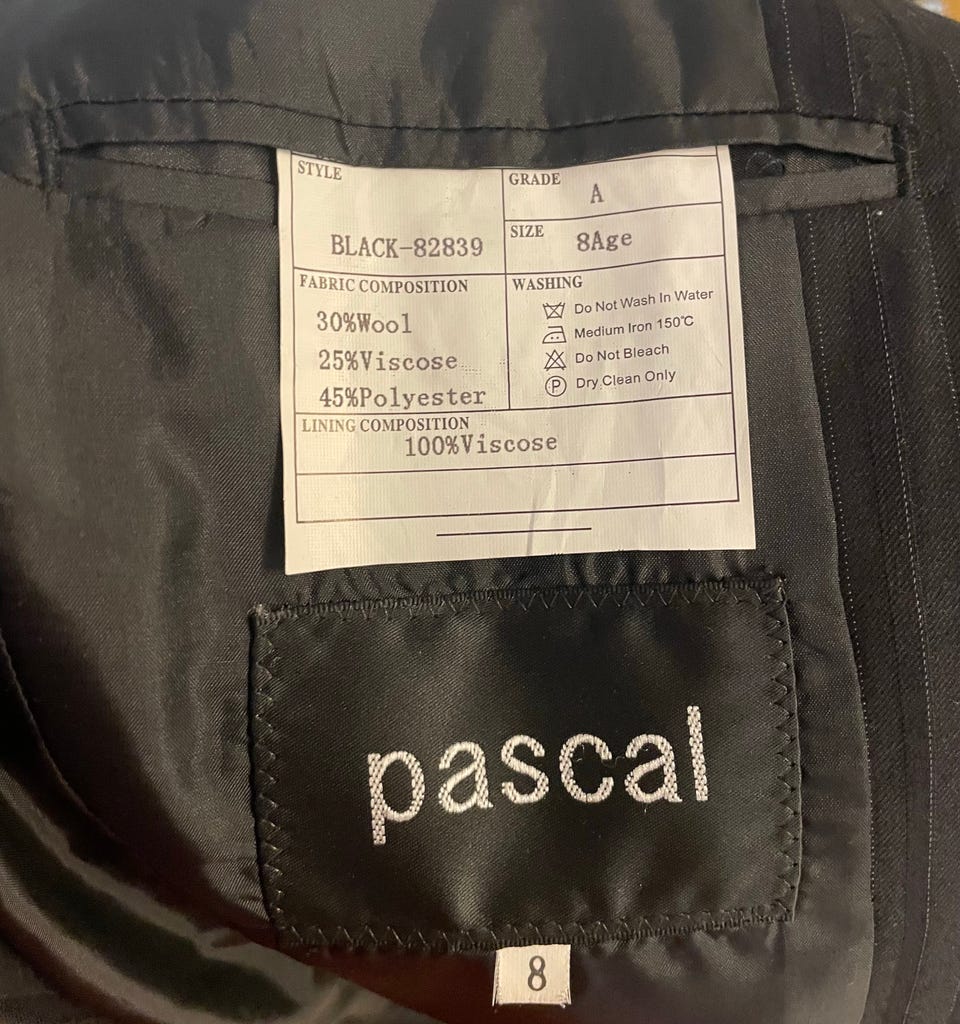 STYLE
BLACK-82839
GRADE
A
SIZE
8Age
FABRIC COMPOSITION
30%Wool
25%Viscose
45%Polyester
WASHING
Do Not Wash In Water
Medium Iron 150℃
Do Not Bleach
P Dry Clean Only
LINING COMPOSITION
100%Viscose
pascal
8